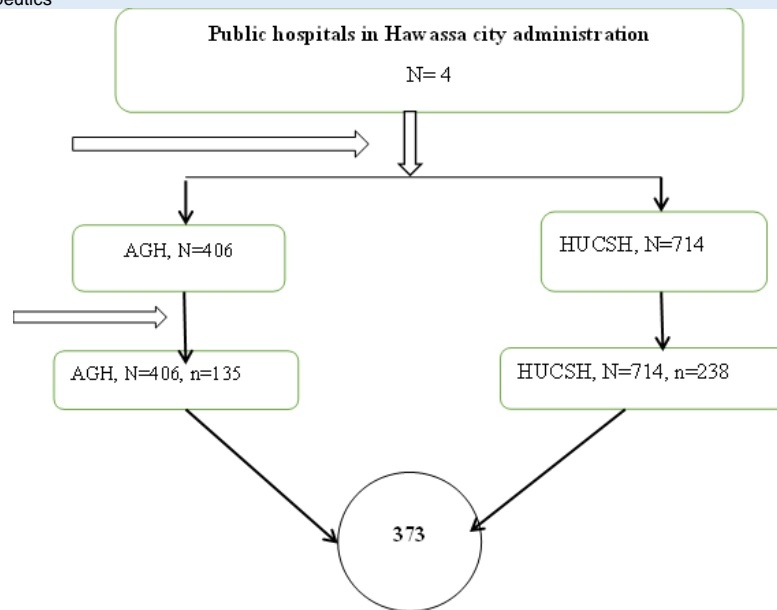 Public hospitals in Hawassa city administration
N= 4
AGH, N=406
HUCSH, N=714
AGH, N=406, n=135
HUCSH, N=714, n=238
373